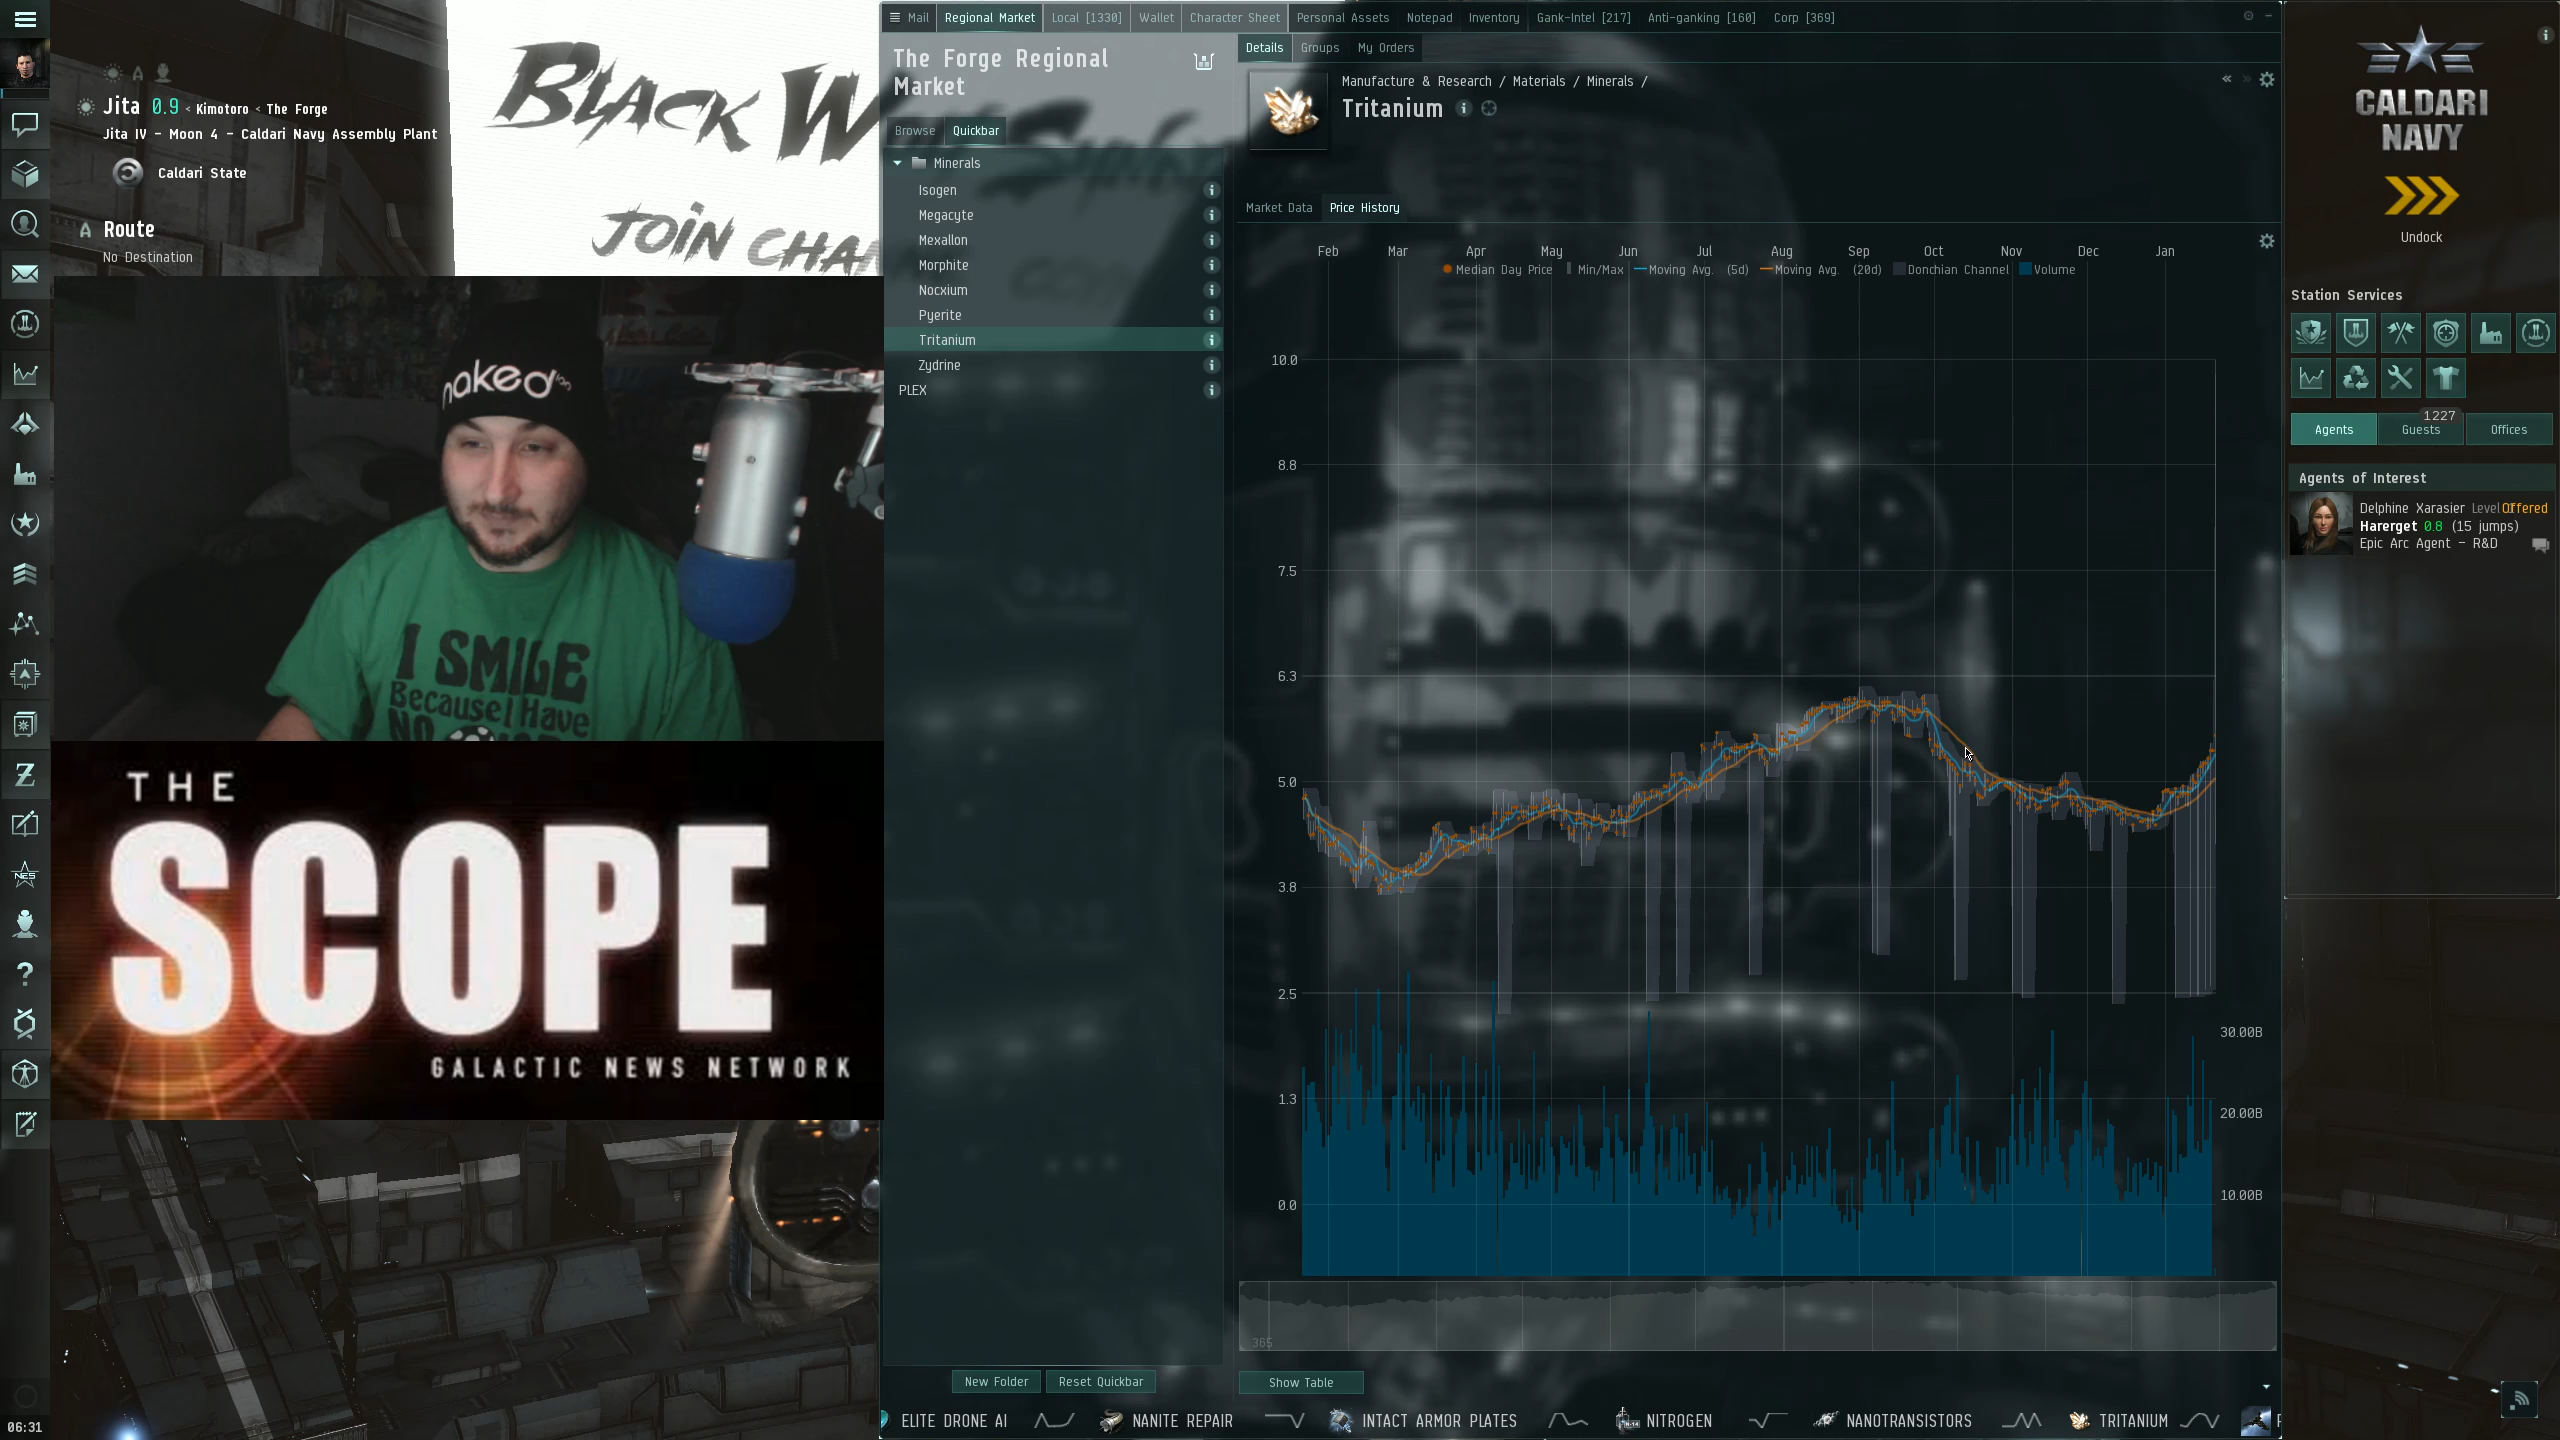 Mail
Regional Market
Local [1330]
Wallet
Character Sheet
Personal Assets
Notepad
Inventory
Gank-Intel [217]
Anti-ganking [160]
Corp [369]
Jita 0.9 < Kimotoro < The Forge
Jita IV - Moon 4 - Caldari Navy Assembly Plant
Caldari State
Route
No Destination
BLACK W
JOIN CHA
naked
I SMILE
Because I Have
NO
THE
SCOPE
GALACTIC NEWS NETWORK
06:31
The Forge Regional
Market
Browse
Quickbar
Minerals
Isogen
Megacyte
Mexallon
Morphite
Nocxium
Pyerite
Tritanium
Zydrine
PLEX
New Folder
Reset Quickbar
Details
Groups
My Orders
Manufacture & Research / Materials / Minerals /
Tritanium
Market Data
Price History
Feb Mar Apr May Jun Jul Aug Sep Oct Nov Dec Jan
Median Day Price
Min/Max
Moving Avg. (5d)
Moving Avg. (20d)
Donchian Channel
Volume
10.0
8.8
7.5
6.3
5.0
3.8
2.5
1.3
0.0
30.00B
20.00B
10.00B
365
Show Table
ELITE DRONE AI
NANITE REPAIR
INTACT ARMOR PLATES
NITROGEN
NANOTRANSISTORS
TRITANIUM
CALDARI
NAVY
Undock
Station Services
Agents
Guests
1227
Offices
Agents of Interest
Delphine Xarasier Level
Offered
Harerget 0.8 (15 jumps)
Epic Arc Agent - R&D
NES